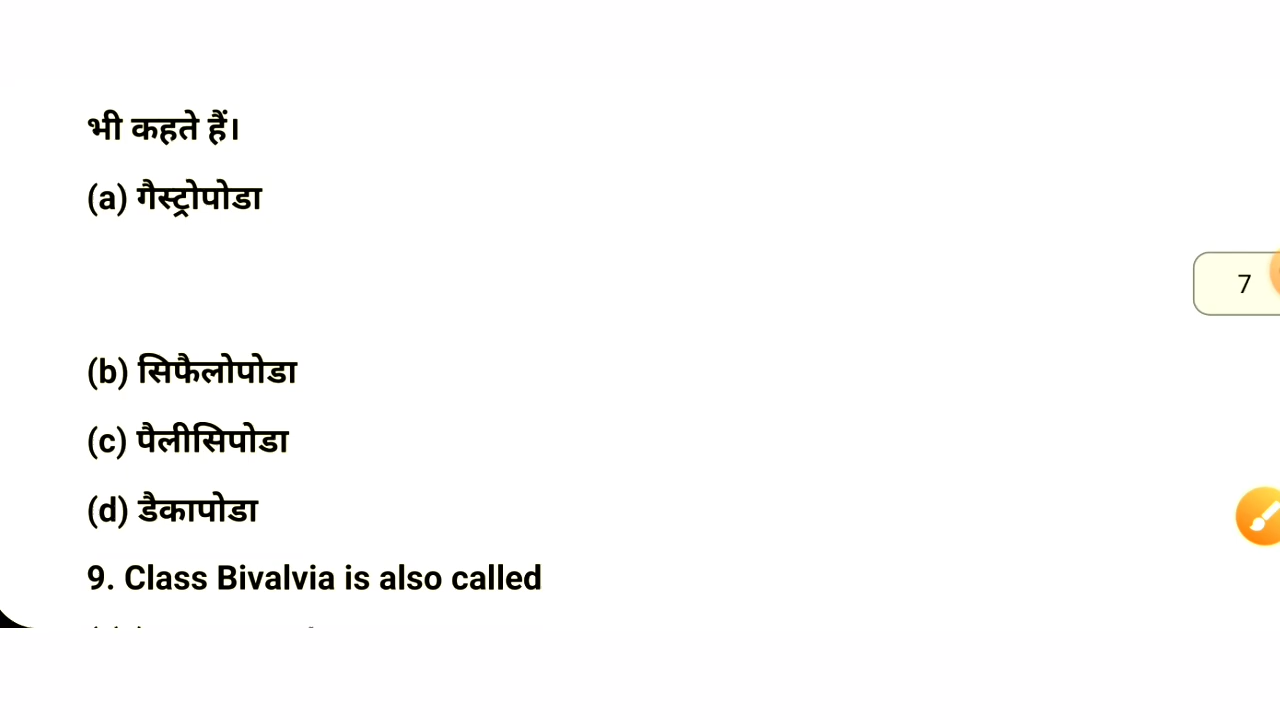 भी कहते हैं।
(a) गैस्ट्रोपोडा
7
(b) सिफैलोपोडा
(c) पैलीसिपोडा
(d) डैकापोडा
9. Class Bivalvia is also called